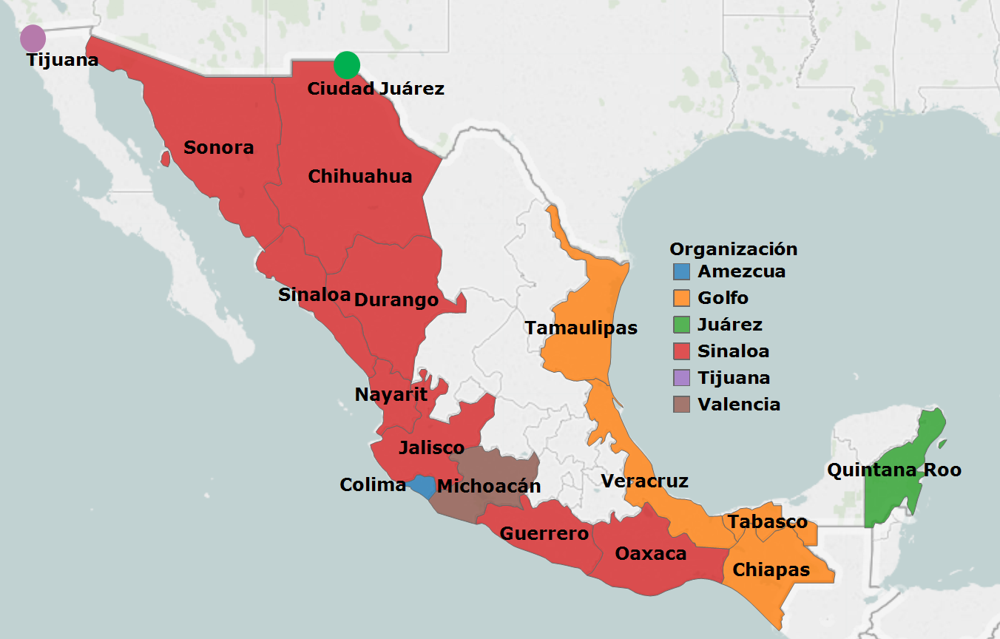 Tijuana
Ciudad Juárez
Sonora
Chihuahua
Organización
Amezcua
Golfo
Juárez
Sinaloa
Tijuana
Valencia
Sinaloa
Durango
Tamaulipas
Nayarit
Jalisco
Colima
Michoacán
Veracruz
Quintana Roo
Guerrero
Oaxaca
Tabasco
Chiapas